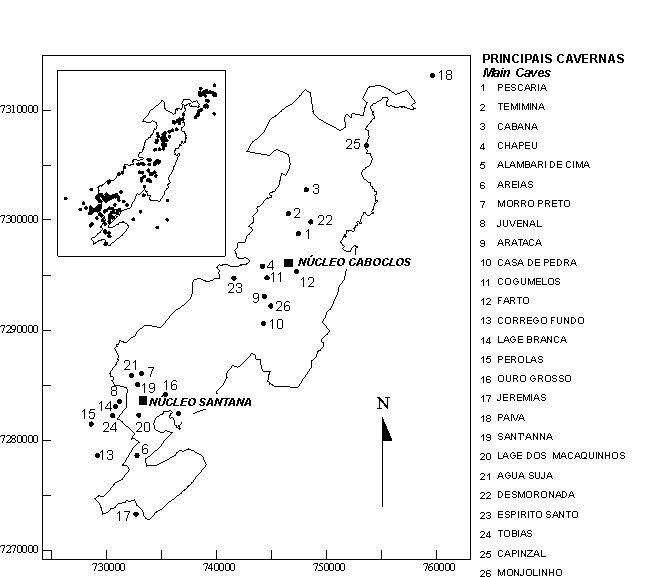 PRINCIPAIS CAVERNAS
Main Caves
1 PESCARIA
2 TEMIMINA
3 CABANA
4 CHAPEU
5 ALAMBARI DE CIMA
6 AREIAS
7 MORRO PRETO
8 JUVENAL
9 ARATACA
10 CASA DE PEDRA
11 COGUMELOS
12 FARTO
13 CORREGO FUNDO
14 LAGE BRANCA
15 PEROLAS
16 OURO GROSSO
17 JEREMIAS
18 PAIVA
19 SANT'ANNA
20 LAGE DOS MACAQUINHOS
21 AGUA SUJA
22 DESMORONADA
23 ESPIRITO SANTO
24 TOBIAS
25 CAPINZAL
26 MONJOLINHO
18
7310000
25
3
2
22
7300000
1
NÚCLEO CABOCLOS
4
23
11
12
9
26
10
7290000
21
7
19
16
8
NÚCLEO SANTANA
14
15
24
20
N
7280000
13
6
17
7270000
730000
740000
750000
760000